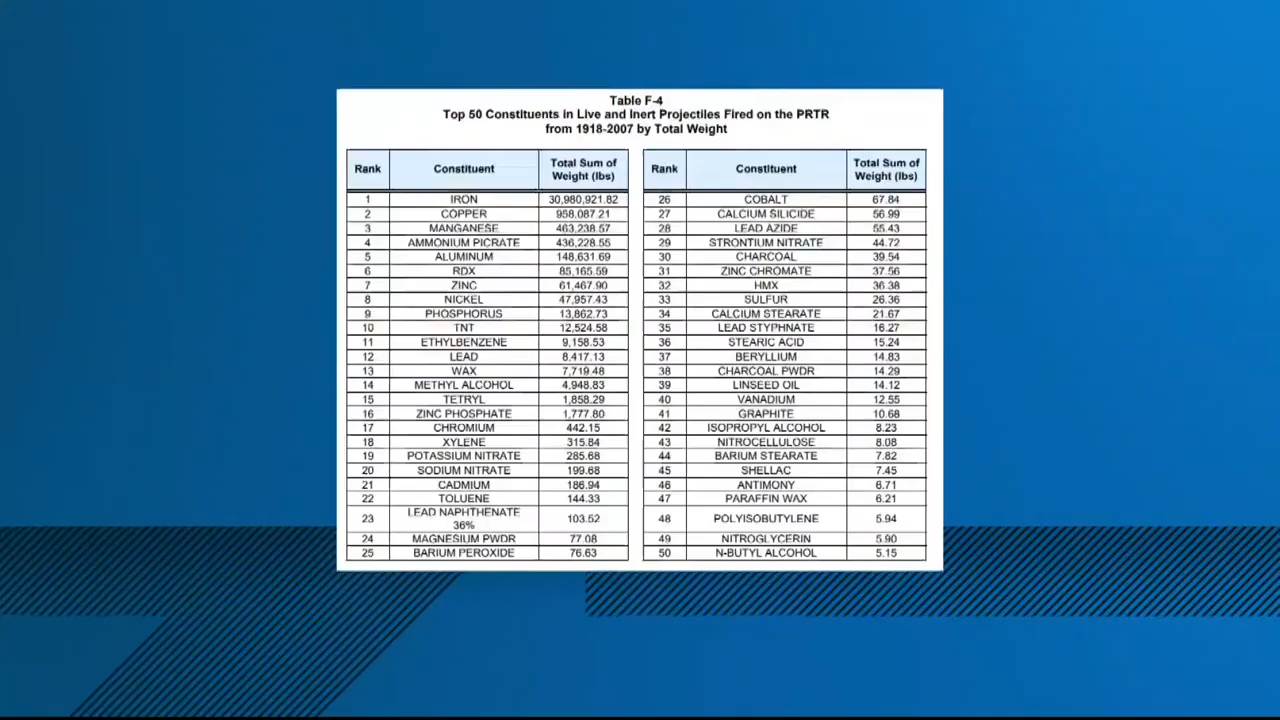 Table F-4
Top 50 Constituents in Live and Inert Projectiles Fired on the PRTR
from 1918-2007 by Total Weight
Rank Constituent Total Sum of Weight (lbs)
1 IRON 30,980,921.82
2 COPPER 958,087.21
3 MANGANESE 463,238.57
4 AMMONIUM PICRATE 436,228.55
5 ALUMINUM 148,631.69
6 RDX 85,165.59
7 ZINC 61,467.90
8 NICKEL 47,957.43
9 PHOSPHORUS 13,862.73
10 TNT 12,524.58
11 ETHYLBENZENE 9,158.53
12 LEAD 8,417.13
13 WAX 7,719.48
14 METHYL ALCOHOL 4,948.83
15 TETRYL 1,858.29
16 ZINC PHOSPHATE 1,777.80
17 CHROMIUM 442.15
18 XYLENE 315.84
19 POTASSIUM NITRATE 285.68
20 SODIUM NITRATE 199.68
21 CADMIUM 186.94
22 TOLUENE 144.33
23 LEAD NAPHTHENATE 36% 103.52
24 MAGNESIUM PWDR 77.08
25 BARIUM PEROXIDE 76.63
Rank Constituent Total Sum of Weight (lbs)
26 COBALT 67.84
27 CALCIUM SILICIDE 56.99
28 LEAD AZIDE 55.43
29 STRONTIUM NITRATE 44.72
30 CHARCOAL 39.54
31 ZINC CHROMATE 37.56
32 HMX 36.38
33 SULFUR 26.36
34 CALCIUM STEARATE 21.67
35 LEAD STYPHNATE 16.27
36 STEARIC ACID 15.24
37 BERYLLIUM 14.83
38 CHARCOAL PWDR 14.29
39 LINSEED OIL 14.12
40 VANADIUM 12.55
41 GRAPHITE 10.68
42 ISOPROPYL ALCOHOL 8.23
43 NITROCELLULOSE 8.08
44 BARIUM STEARATE 7.82
45 SHELLAC 7.45
46 ANTIMONY 6.71
47 PARAFFIN WAX 6.21
48 POLYISOBUTYLENE 5.94
49 NITROGLYCERIN 5.90
50 N-BUTYL ALCOHOL 5.15